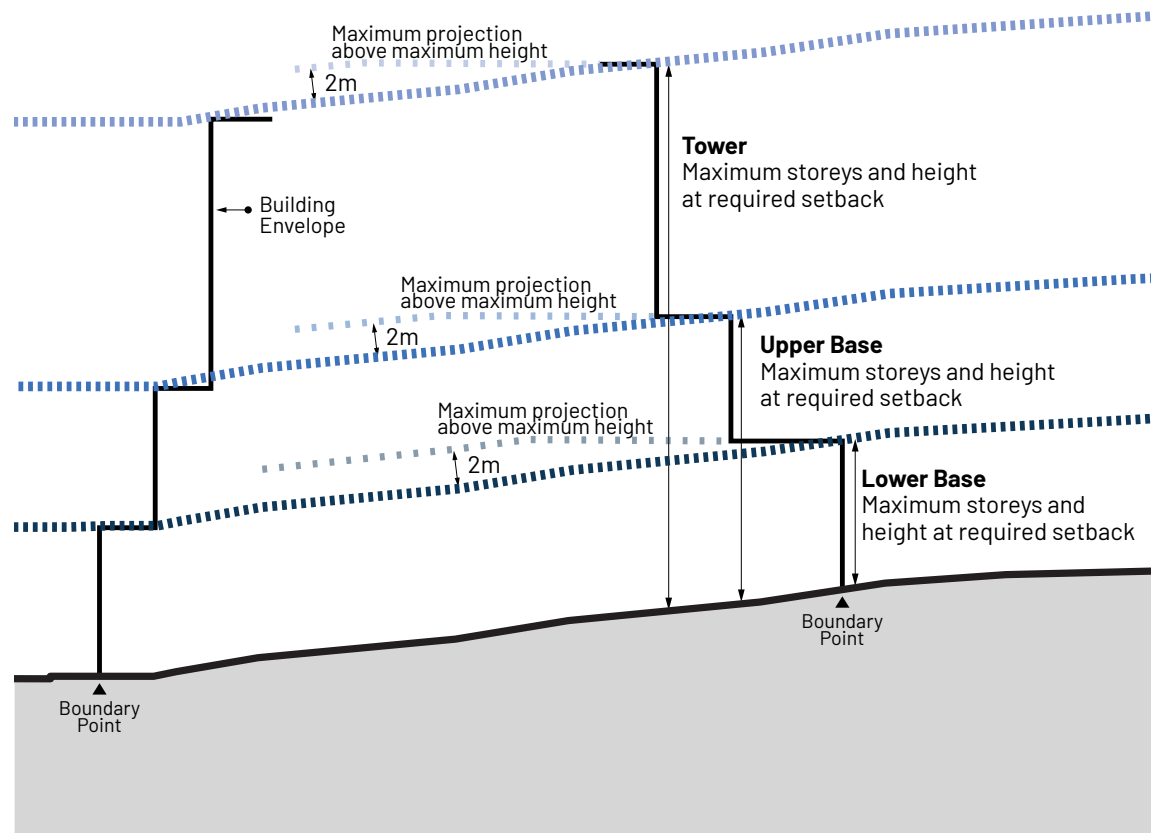 Maximum projection
above maximum height
2m
Tower
Maximum storeys and height
at required setback
Building
Envelope
Maximum projection
above maximum height
2m
Upper Base
Maximum storeys and height
at required setback
Maximum projection
above maximum height
2m
Lower Base
Maximum storeys and
height at required setback
Boundary
Point
Boundary
Point